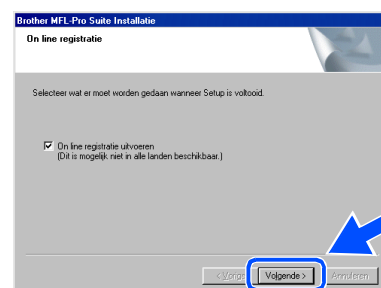 Brother MFL-Pro Suite Installatie
On line registratie
Selecteer wat er moet worden gedaan wanneer Setup is voltooid.
On line registratie uitvoeren
(Dit is mogelijk niet in alle landen beschikbaar.)
< Vorige Volgende > Annuleren